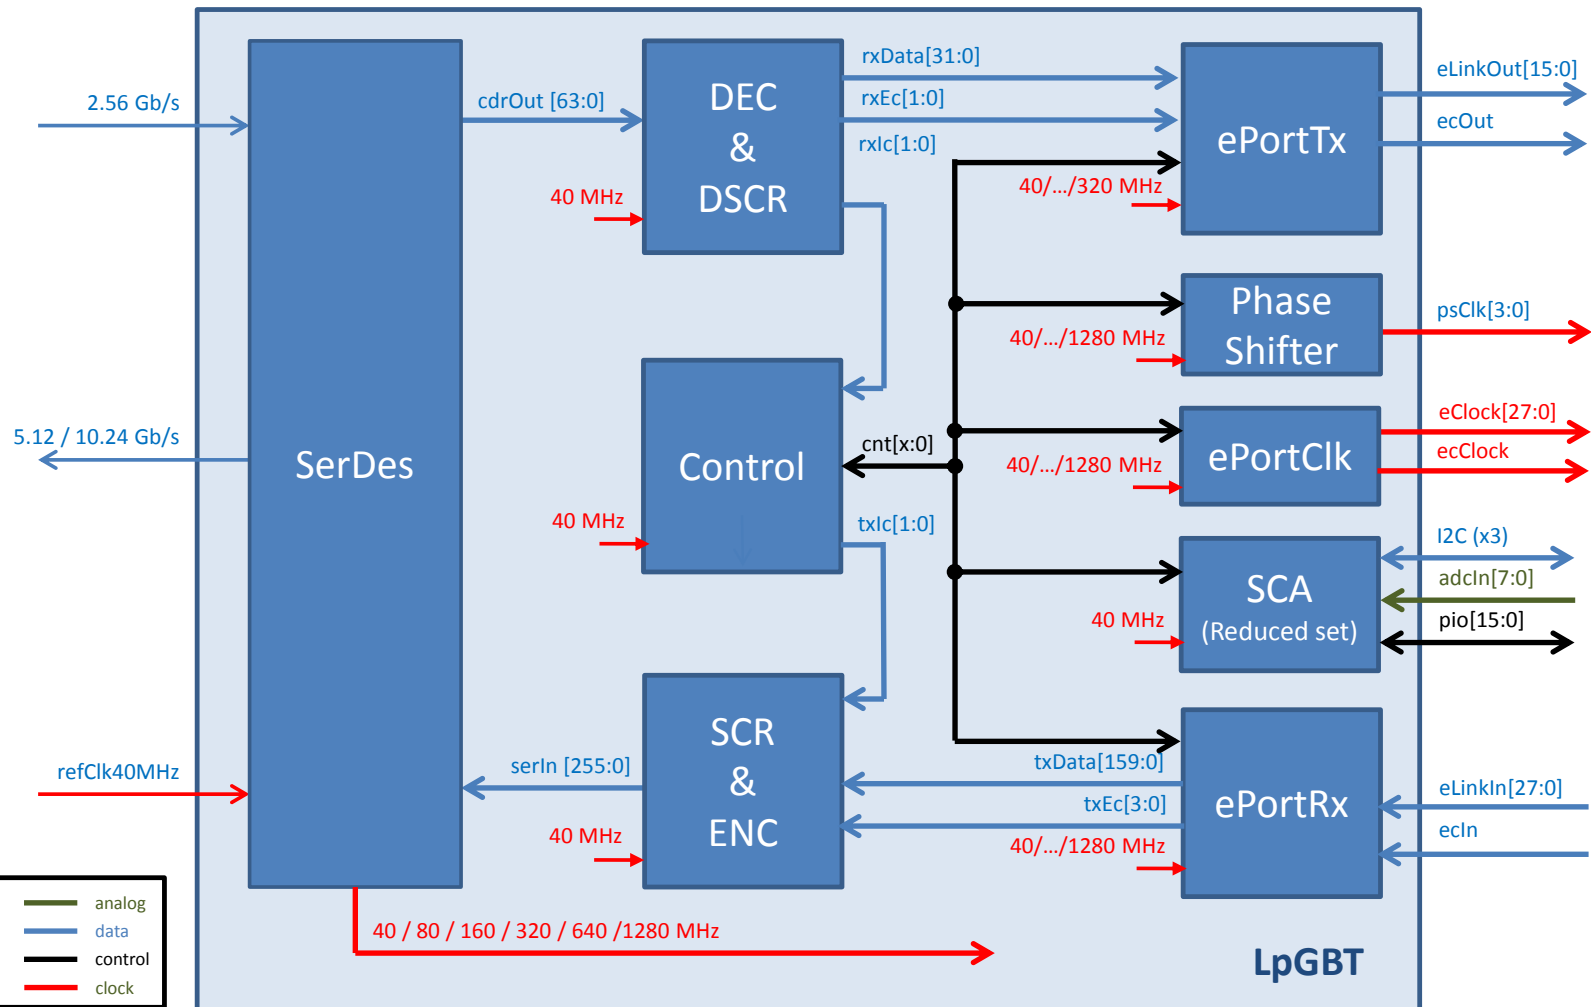 2.56 Gb/s
5.12 / 10.24 Gb/s
refClk40MHz
SerDes
cdrOut [63:0]
40 MHz
DEC
&
DSCR
rxData[31:0]
rxEc[1:0]
rxIc[1:0]
40/.../320 MHz
ePortTx
eLinkOut[15:0]
ecOut
40/.../1280 MHz
Phase
Shifter
psClk[3:0]
Control
cnt[x:0]
40 MHz
txIc[1:0]
40/.../1280 MHz
ePortClk
eClock[27:0]
ecClock
40 MHz
SCA
(Reduced set)
I2C (x3)
adcIn[7:0]
pio[15:0]
serIn [255:0]
40 MHz
SCR
&
ENC
txData[159:0]
txEc[3:0]
40/.../1280 MHz
ePortRx
eLinkIn[27:0]
ecIn
40 / 80 / 160 / 320 / 640 /1280 MHz
LpGBT
analog
data
control
clock